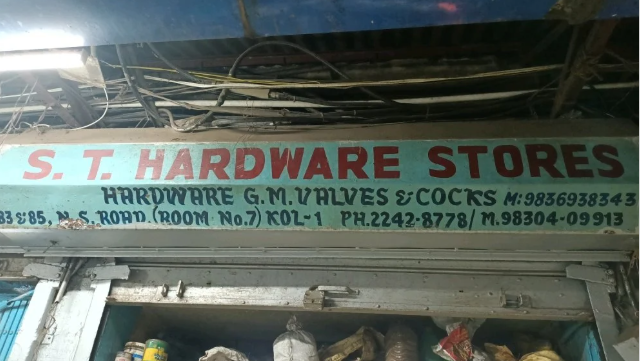 S. T. HARDWARE STORES
HARDWARE G.M. VALVES & COCKS M: 9836938343
83 & 85, N. S. ROAD. (ROOM No.7) KOL-1 PH.2242-8778/ M.98304-09913